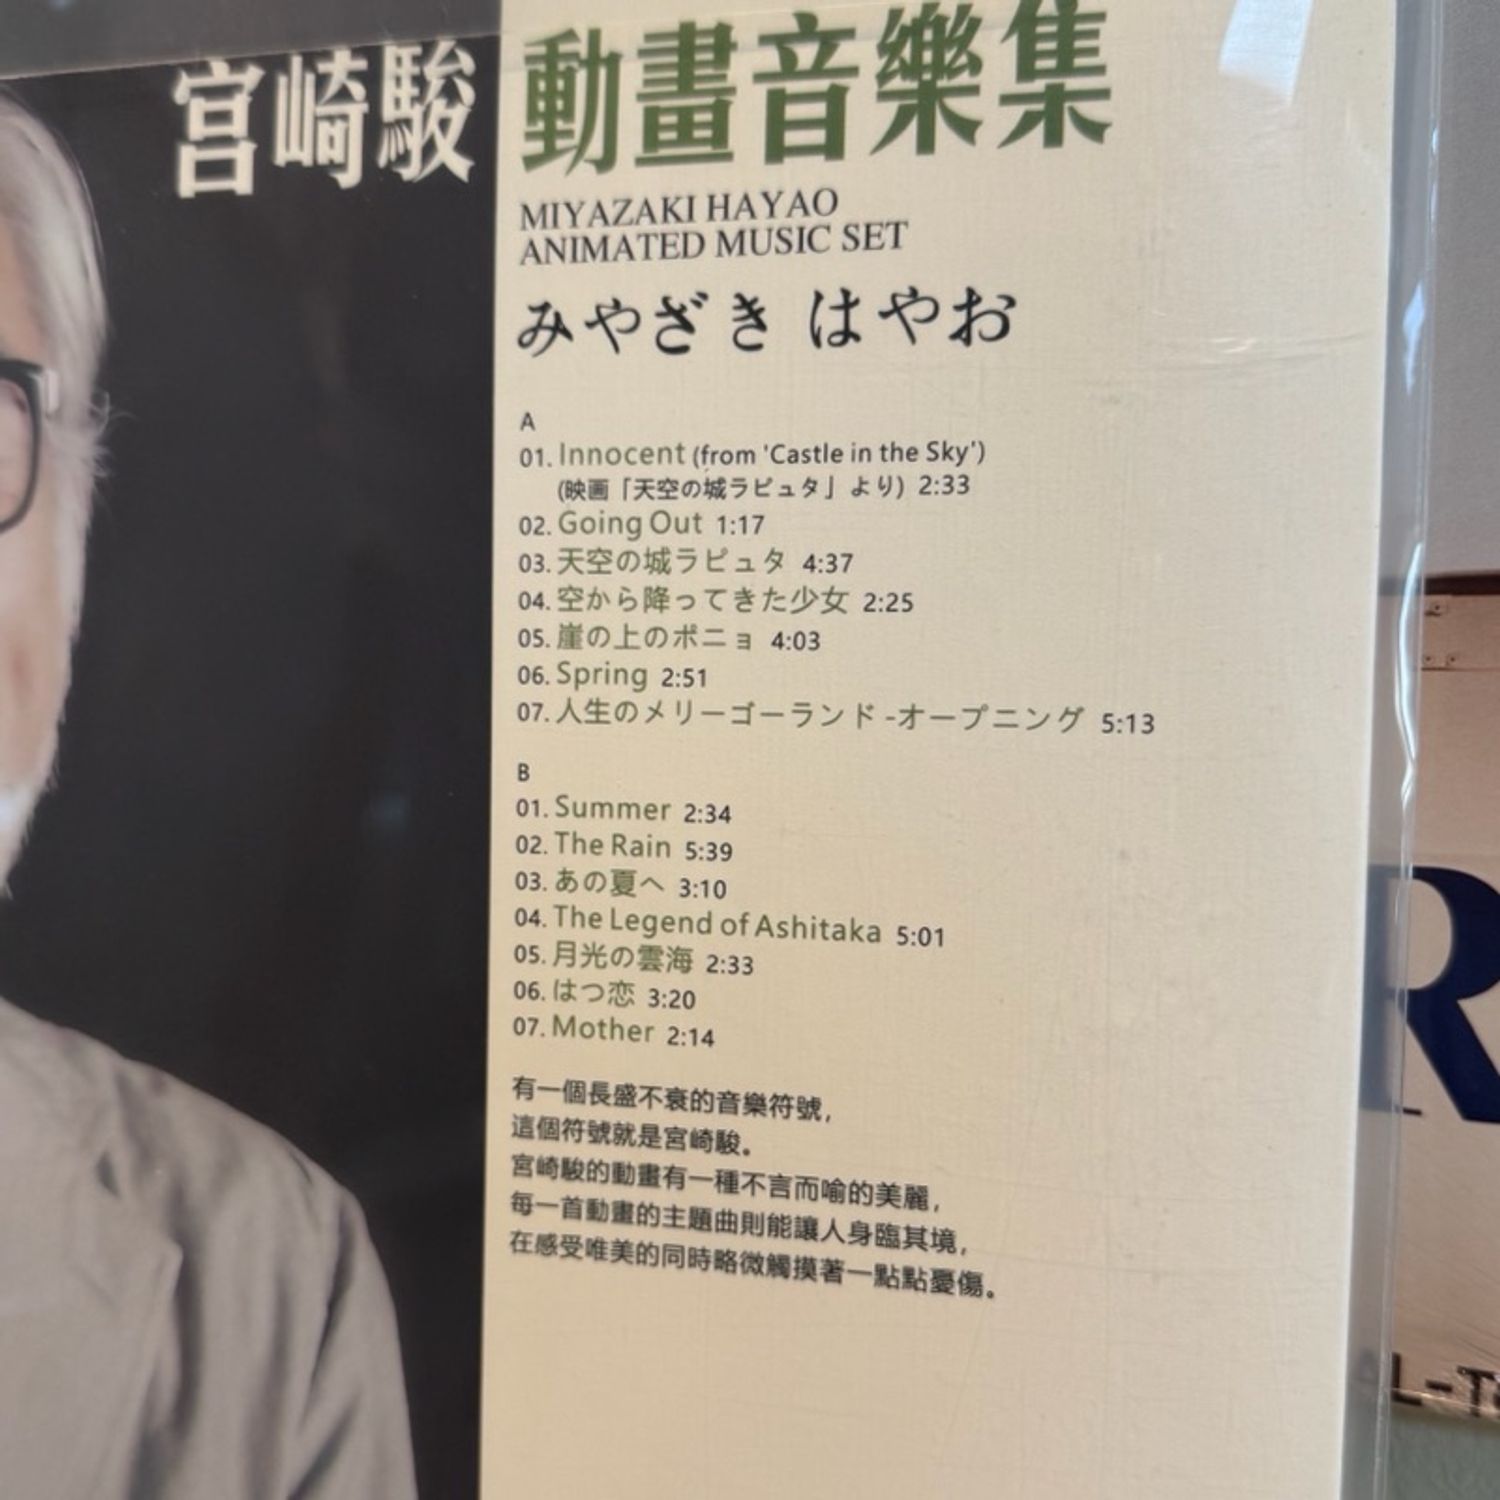 宮崎駿 動畫音樂集
MIYAZAKI HAYAO
ANIMATED MUSIC SET
みやざき はやお
A
01. Innocent (from 'Castle in the Sky')
(映画「天空の城ラピュタ」より) 2:33
02. Going Out 1:17
03. 天空の城ラピュタ 4:37
04. 空から降ってきた少女 2:25
05. 崖の上のポニョ 4:03
06. Spring 2:51
07. 人生のメリーゴーランド -オープニング 5:13
B
01. Summer 2:34
02. The Rain 5:39
03. あの夏へ 3:10
04. The Legend of Ashitaka 5:01
05. 月光の雲海 2:33
06. はつ恋 3:20
07. Mother 2:14
有一個長盛不衰的音樂符號，
這個符號就是宮崎駿。
宮崎駿的動畫有一種不言而喻的美麗，
每一首動畫的主題曲則能讓人身臨其境，
在感受唯美的同時略微觸摸著一點點憂傷。
R